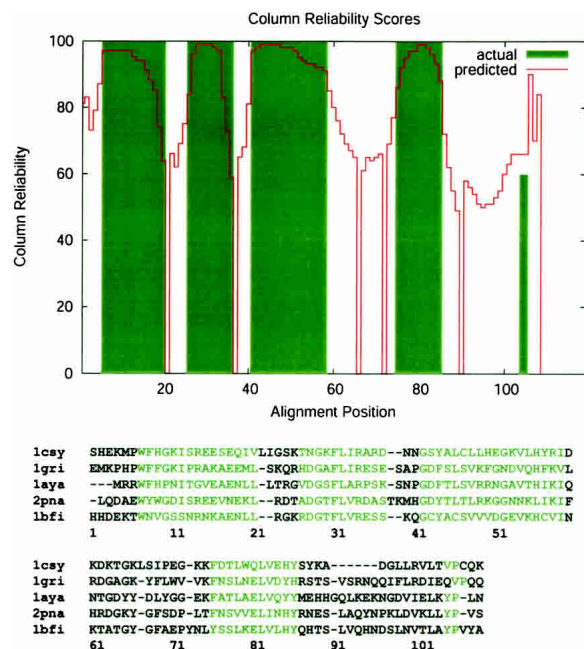 Column Reliability Scores
100
80
60
40
20
0
Column Reliability
20
40
60
80
100
Alignment Position
actual
predicted
1csy SHEKMPWFHGKISREESEQIVLIGSKTNGKFLIRARD--NNGSYALCLLHEGKVLHYRID
1gri EMKPHPWFFGKIPRAKAEEML-SKQRHDGAFLIRESE-SAPGDFSLSVKFGNDVQHFKVL
1aya ---MRRWFHPNITGVEAENLL-LTRGVDGSFLARPSK-SNPGDFTLSVRRNGAVTHIKIQ
2pna -LQDAEWYWGDISREEVNEKL-RDTADGTFLVRDASTKMHGDYTLTLRKGGNNKLIKIF
1bfi HHDEKTWNVGSSNRNKAENLL-RGKRDGTFLVRESS-KQGCYACSVVVDGEVKHCVIN
1 11 21 31 41 51
1csy KDKTGKLSIPEG-KKFDTLWQLVEHYSYKA------DGLLRVLTVPCQK
1gri RDGAGK-YFLWV-VKFNSLNELVDYHRSTS-VSRNQQIFLRDIEQVPQQ
1aya NTGDYYDLYGGE-KFATLAELVQYYMEHHGQLKEKNGDVIELKYP-LN
2pna HRDGKY-GFSDP-LTFNSVVELINHYRNES-LAQYNPKLDVKLLYP-VS
1bfi KTATGY-GFAEPYNLYSSLKELVLHYQHTS-LVQHNDSLNVTLAYPVYA
61 71 81 91 101